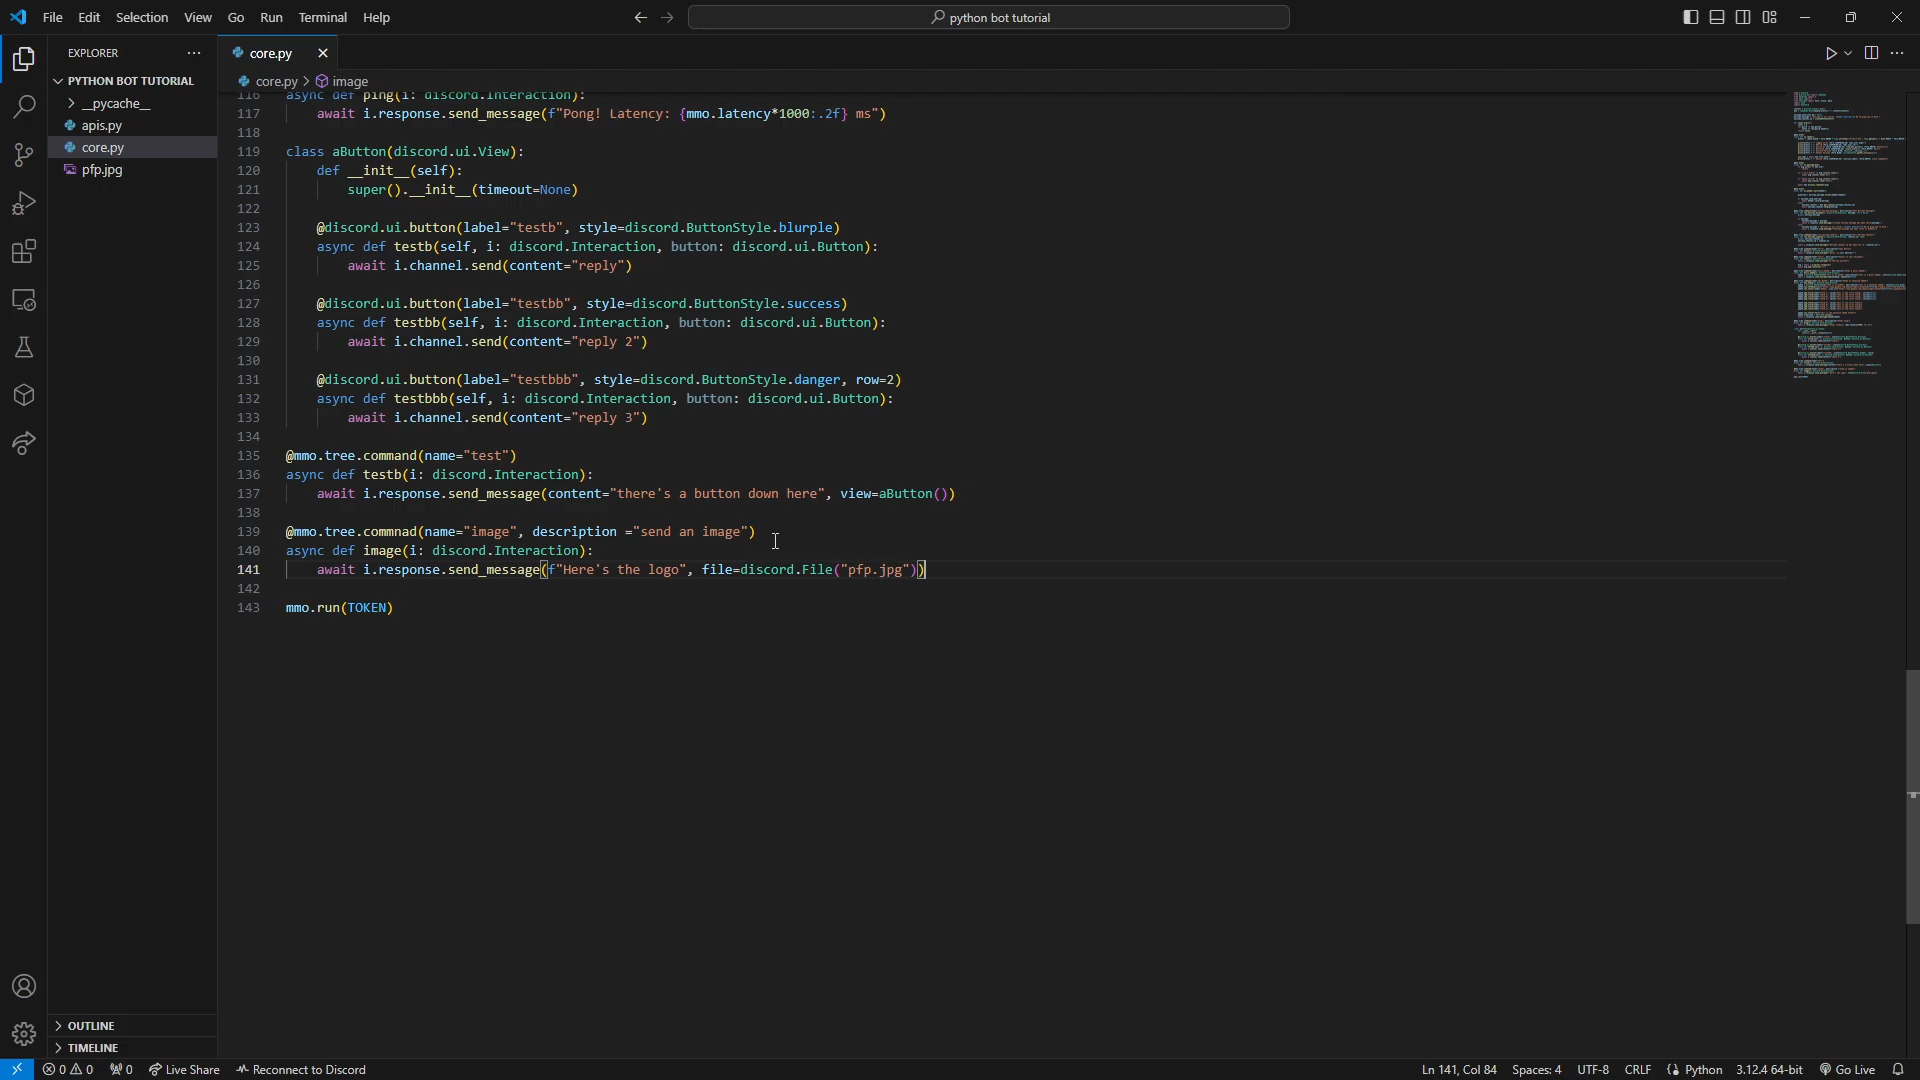 File Edit Selection View Go Run Terminal Help
python bot tutorial
EXPLORER
core.py
PYTHON BOT TUTORIAL
core.py > image
__pycache__
apis.py
core.py
pfp.jpg
116 async def ping(i: discord.Interaction):
117 await i.response.send_message(f"Pong! Latency: {mmo.latency*1000:.2f} ms")
118
119 class aButton(discord.ui.View):
120 def __init__(self):
121 super().__init__(timeout=None)
122
123 @discord.ui.button(label="testb", style=discord.ButtonStyle.blurple)
124 async def testb(self, i: discord.Interaction, button: discord.ui.Button):
125 await i.channel.send(content="reply")
126
127 @discord.ui.button(label="testbb", style=discord.ButtonStyle.success)
128 async def testbb(self, i: discord.Interaction, button: discord.ui.Button):
129 await i.channel.send(content="reply 2")
130
131 @discord.ui.button(label="testbbb", style=discord.ButtonStyle.danger, row=2)
132 async def testbbb(self, i: discord.Interaction, button: discord.ui.Button):
133 await i.channel.send(content="reply 3")
134
135 @mmo.tree.command(name="test")
136 async def testb(i: discord.Interaction):
137 await i.response.send_message(content="there's a button down here", view=aButton())
138
139 @mmo.tree.commnad(name="image", description ="send an image")
140 async def image(i: discord.Interaction):
141 await i.response.send_message(f"Here's the logo", file=discord.File("pfp.jpg"))
142
143 mmo.run(TOKEN)
OUTLINE
TIMELINE
0 0 0 Live Share Reconnect to Discord Ln 141, Col 84 Spaces: 4 UTF-8 CRLF Python 3.12.4 64-bit Go Live